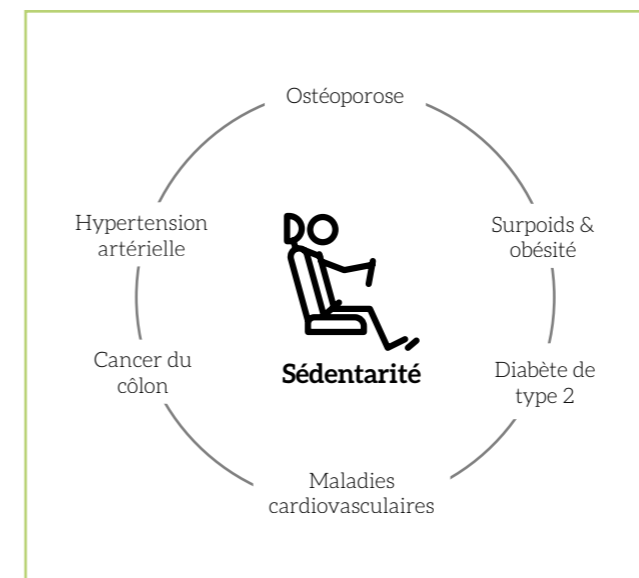 Ostéoporose
Hypertension
artérielle
Surpoids &
obésité
Cancer du
côlon
Sédentarité
Diabète de
type 2
Maladies
cardiovasculaires